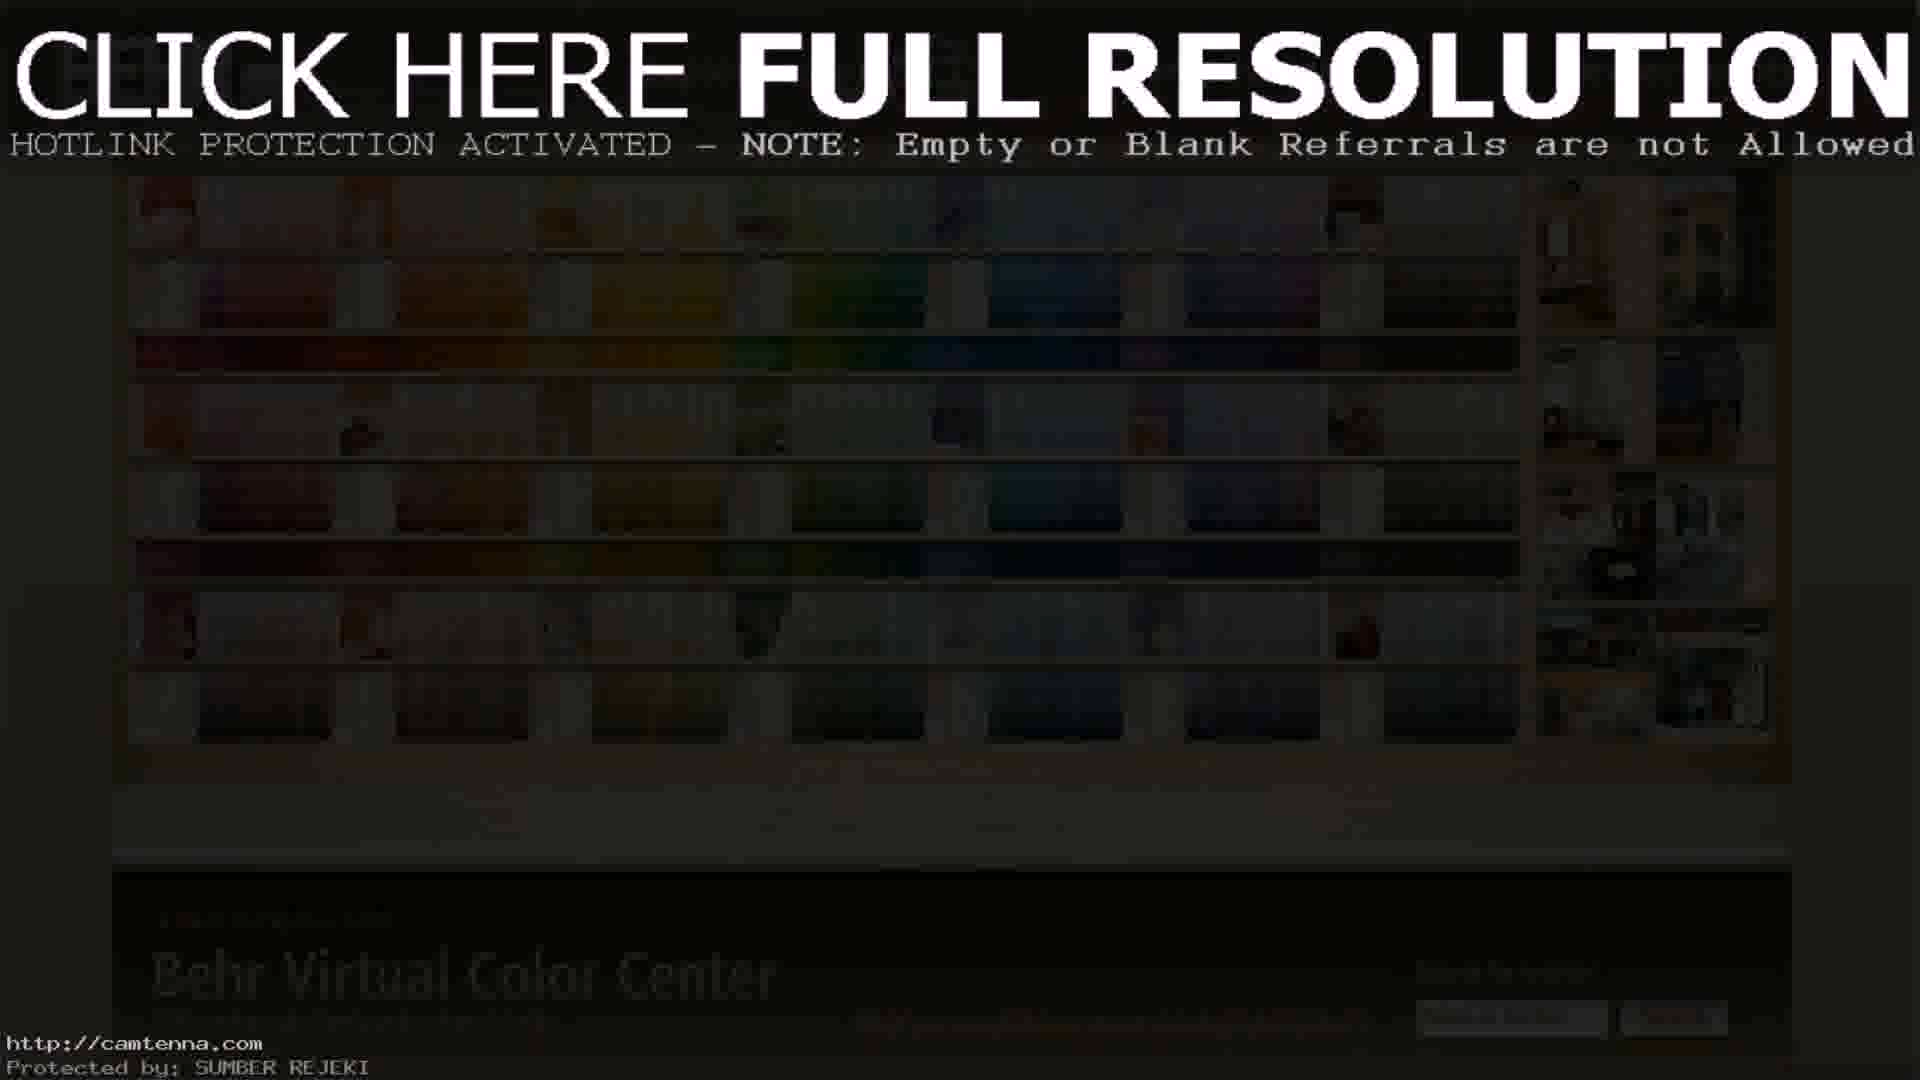 CLICK HERE FULL RESOLUTION
HOTLINK PROTECTION ACTIVATED – NOTE: Empty or Blank Referrals are not Allowed
Behr Virtual Color Center
http://camtenna.com
Protected by: SUMBER REJEKI